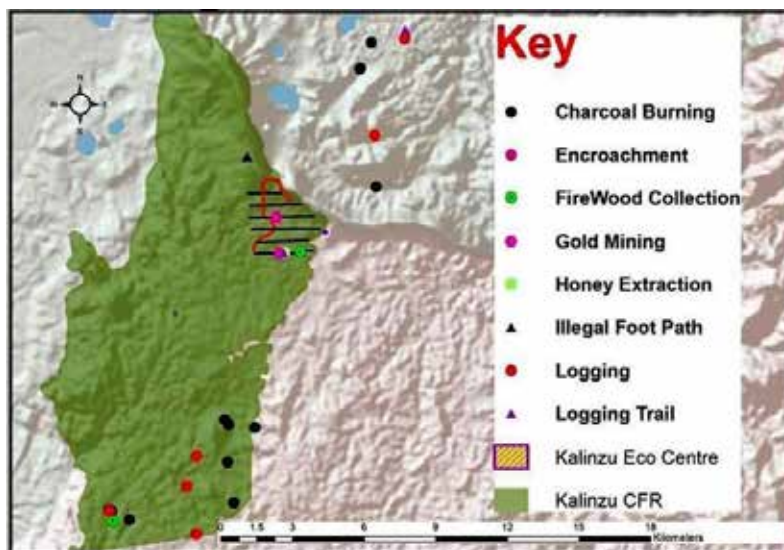 N
W E
S
Key
Charcoal Burning
Encroachment
FireWood Collection
Gold Mining
Honey Extraction
Illegal Foot Path
Logging
Logging Trail
Kalinzu Eco Centre
Kalinzu CFR
0 1.5 3 6 9 12 15 18
Kilometers